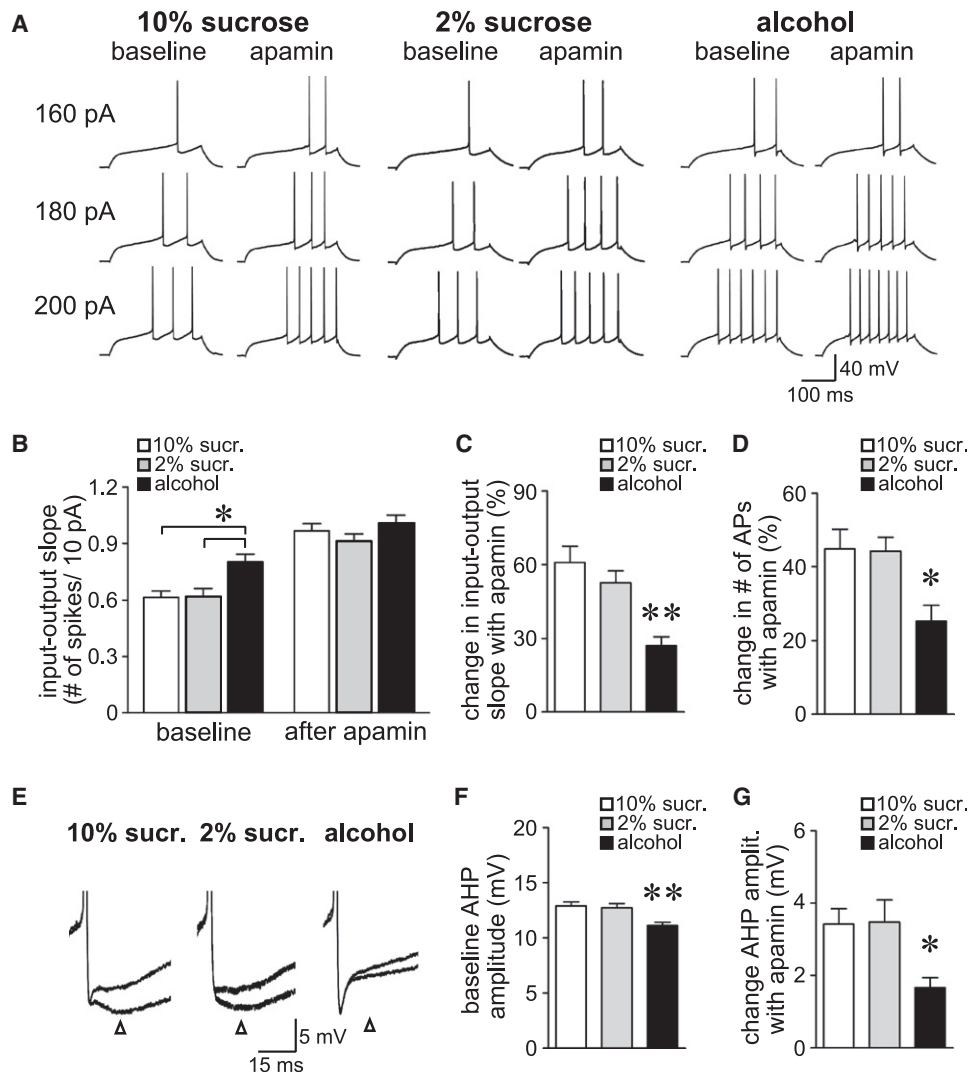 A
10% sucrose
2% sucrose
alcohol
baseline apamin
baseline apamin
baseline apamin
160 pA
180 pA
200 pA
40 mV
100 ms
B
10% sucr.
2% sucr.
alcohol
input-output slope
(# of spikes/ 10 pA)
1.2
0.9
0.6
0.3
0
*
baseline
after apamin
C
change in input-output
slope with apamin (%)
90
60
30
0
**
D
10% sucr.
2% sucr.
alcohol
change in # of APs
with apamin (%)
60
40
20
0
*
E
10% sucr. 2% sucr. alcohol
5 mV
15 ms
F
10% sucr.
2% sucr.
alcohol
baseline AHP
amplitude (mV)
20
15
10
5
0
**
G
10% sucr.
2% sucr.
alcohol
change AHP amplit.
with apamin (mV)
6
4
2
0
*